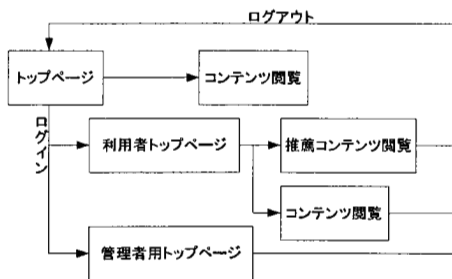 ログアウト
トップページ
コンテンツ閲覧
ログイン
利用者トップページ
推薦コンテンツ閲覧
コンテンツ閲覧
管理者用トップページ